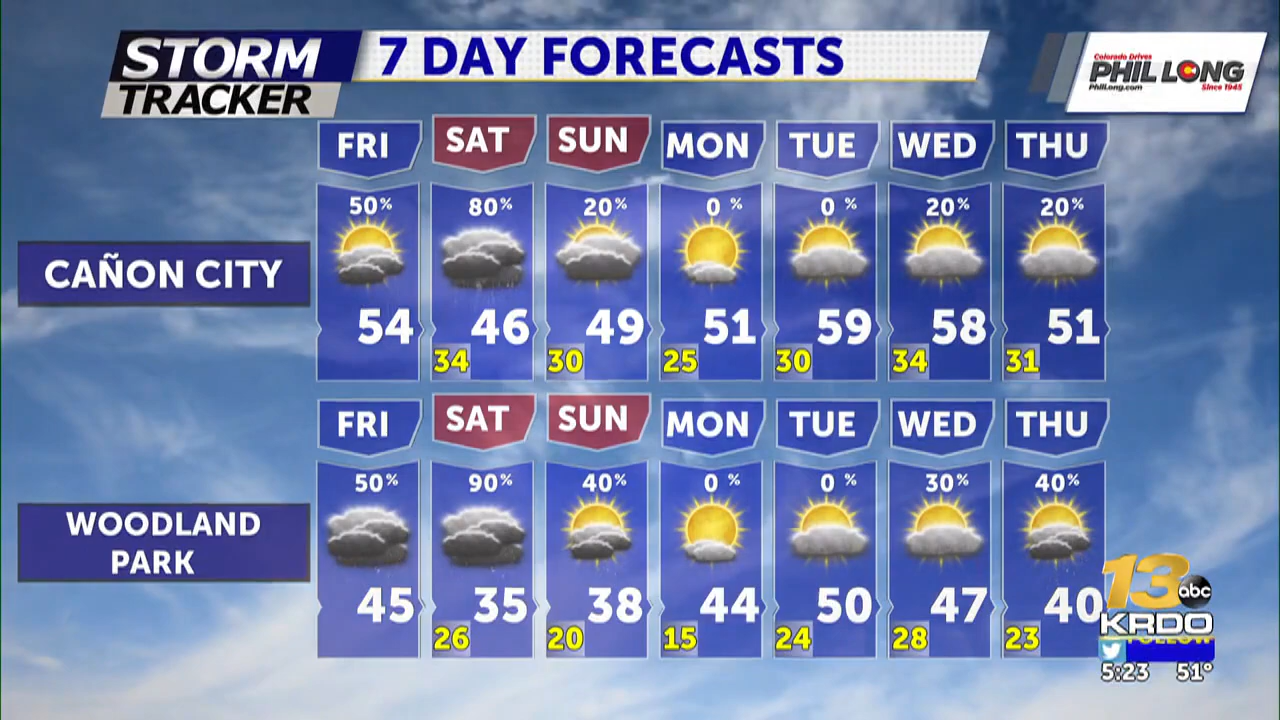 STORM
TRACKER
7 DAY FORECASTS
Colorado Drives
PHIL LONG
PhilLong.com
Since 1945
FRI SAT SUN MON TUE WED THU
50% 80% 20% 0 % 0 % 20% 20%
CAÑON CITY
54 46 49 51 59 58 51
34 30 25 30 34 31
FRI SAT SUN MON TUE WED THU
50% 90% 40% 0 % 0 % 30% 40%
WOODLAND
PARK
45 35 38 44 50 47 40
26 20 15 24 28 23
13 abc
KRDO
5:23 51°